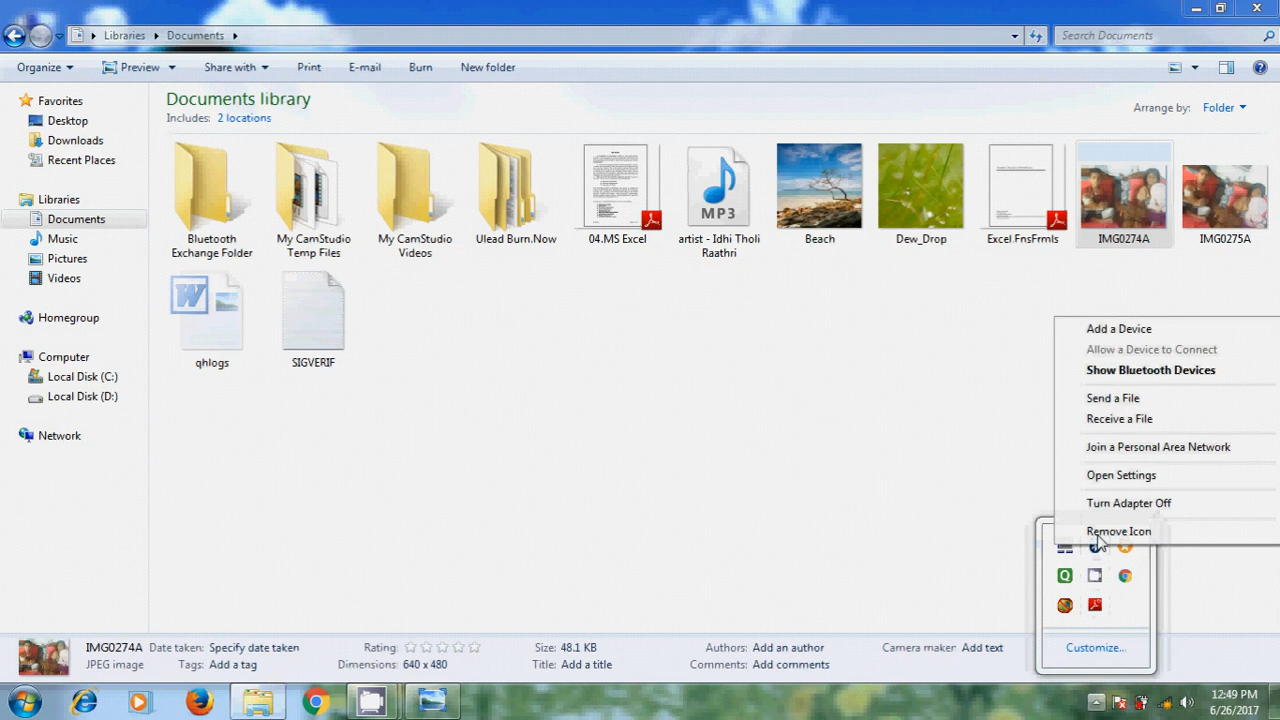 Libraries
Documents
Search Documents
Organize
Preview
Share with
Print
E-mail
Burn
New folder
Favorites
Desktop
Downloads
Recent Places
Libraries
Documents
Music
Pictures
Videos
Homegroup
Computer
Local Disk (C:)
Local Disk (D:)
Network
Documents library
Includes: 2 locations
Arrange by: Folder
Bluetooth
Exchange Folder
My CamStudio
Temp Files
My CamStudio
Videos
Ulead Burn.Now
04.MS Excel
MP3
artist - Idhi Tholi
Raathri
Beach
Dew_Drop
Excel.FnsFrmls
IMG0274A
IMG0275A
W
qhlogs
SIGVERIF
Add a Device
Allow a Device to Connect
Show Bluetooth Devices
Send a File
Receive a File
Join a Personal Area Network
Open Settings
Turn Adapter Off
Remove Icon
Q
Customize...
IMG0274A Date taken: Specify date taken Rating: Size: 48.1 KB Authors: Add an author Camera maker: Add text
JPEG image Tags: Add a tag Dimensions: 640 x 480 Title: Add a title Comments: Add comments
12:49 PM
6/26/2017